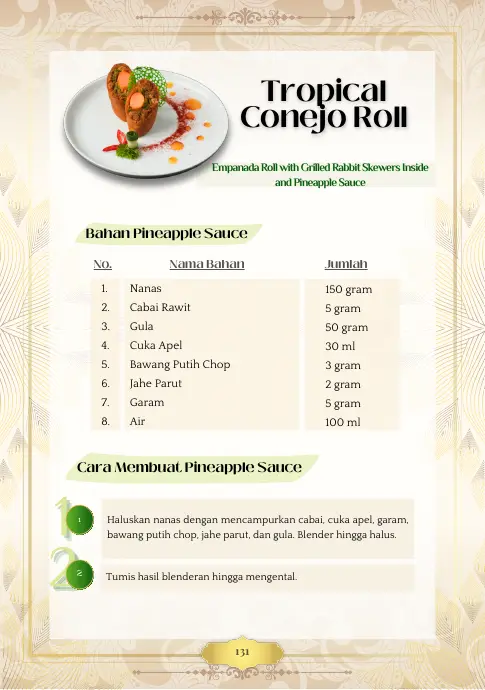 Tropical
Conejo Roll
Empanada Roll with Grilled Rabbit Skewers Inside
and Pineapple Sauce
Bahan Pineapple Sauce
No. Nama Bahan Jumlah
1. Nanas 150 gram
2. Cabai Rawit 5 gram
3. Gula 50 gram
4. Cuka Apel 30 ml
5. Bawang Putih Chop 3 gram
6. Jahe Parut 2 gram
7. Garam 5 gram
8. Air 100 ml
Cara Membuat Pineapple Sauce
1
Haluskan nanas dengan mencampurkan cabai, cuka apel, garam,
bawang putih chop, jahe parut, dan gula. Blender hingga halus.
2
Tumis hasil blenderan hingga mengental.
131